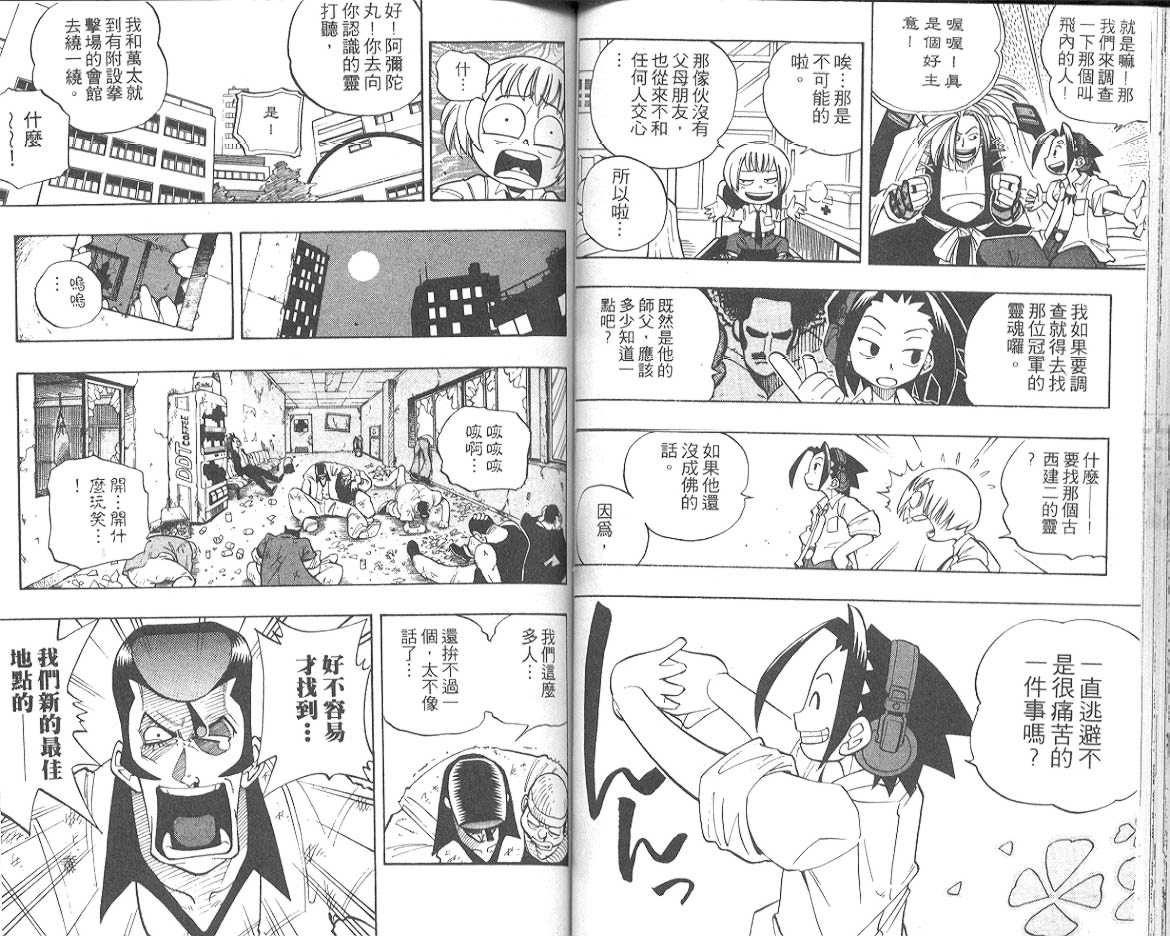 就是嘛！那
我們來調查
一下那個叫
飛內的人！
喔喔！真
是個好主
意！
唉…那是
不可能的
啦。
那傢伙沒有
父母朋友，
也從來不和
任何人交心
…
所以啦…
我如果要調
查就得去找
那位冠軍的
靈魂囉。
既然是他的
師父，應該
多少知道一
點吧？
什麼——！
要找那個古
西建二的靈
？
如果他還
沒成佛的
話。
因爲，
一直逃避不
是很痛苦的
一件事嗎？
んんんっ
什…
好！阿彌陀
丸！你去向
你認識的靈
打聽，
是！
我和萬太就
到有附設拳
擊場的會館
去繞一繞。
什麼
～～！
嗚嗚
…
咳咳咳
咳啊…
DDT COFFEE
開…開什
麼玩笑…
！
我們這麼
多人…
還拚不過一
個，太不像
話了…
好不容易
才找到…
我們新的最佳
地點的——